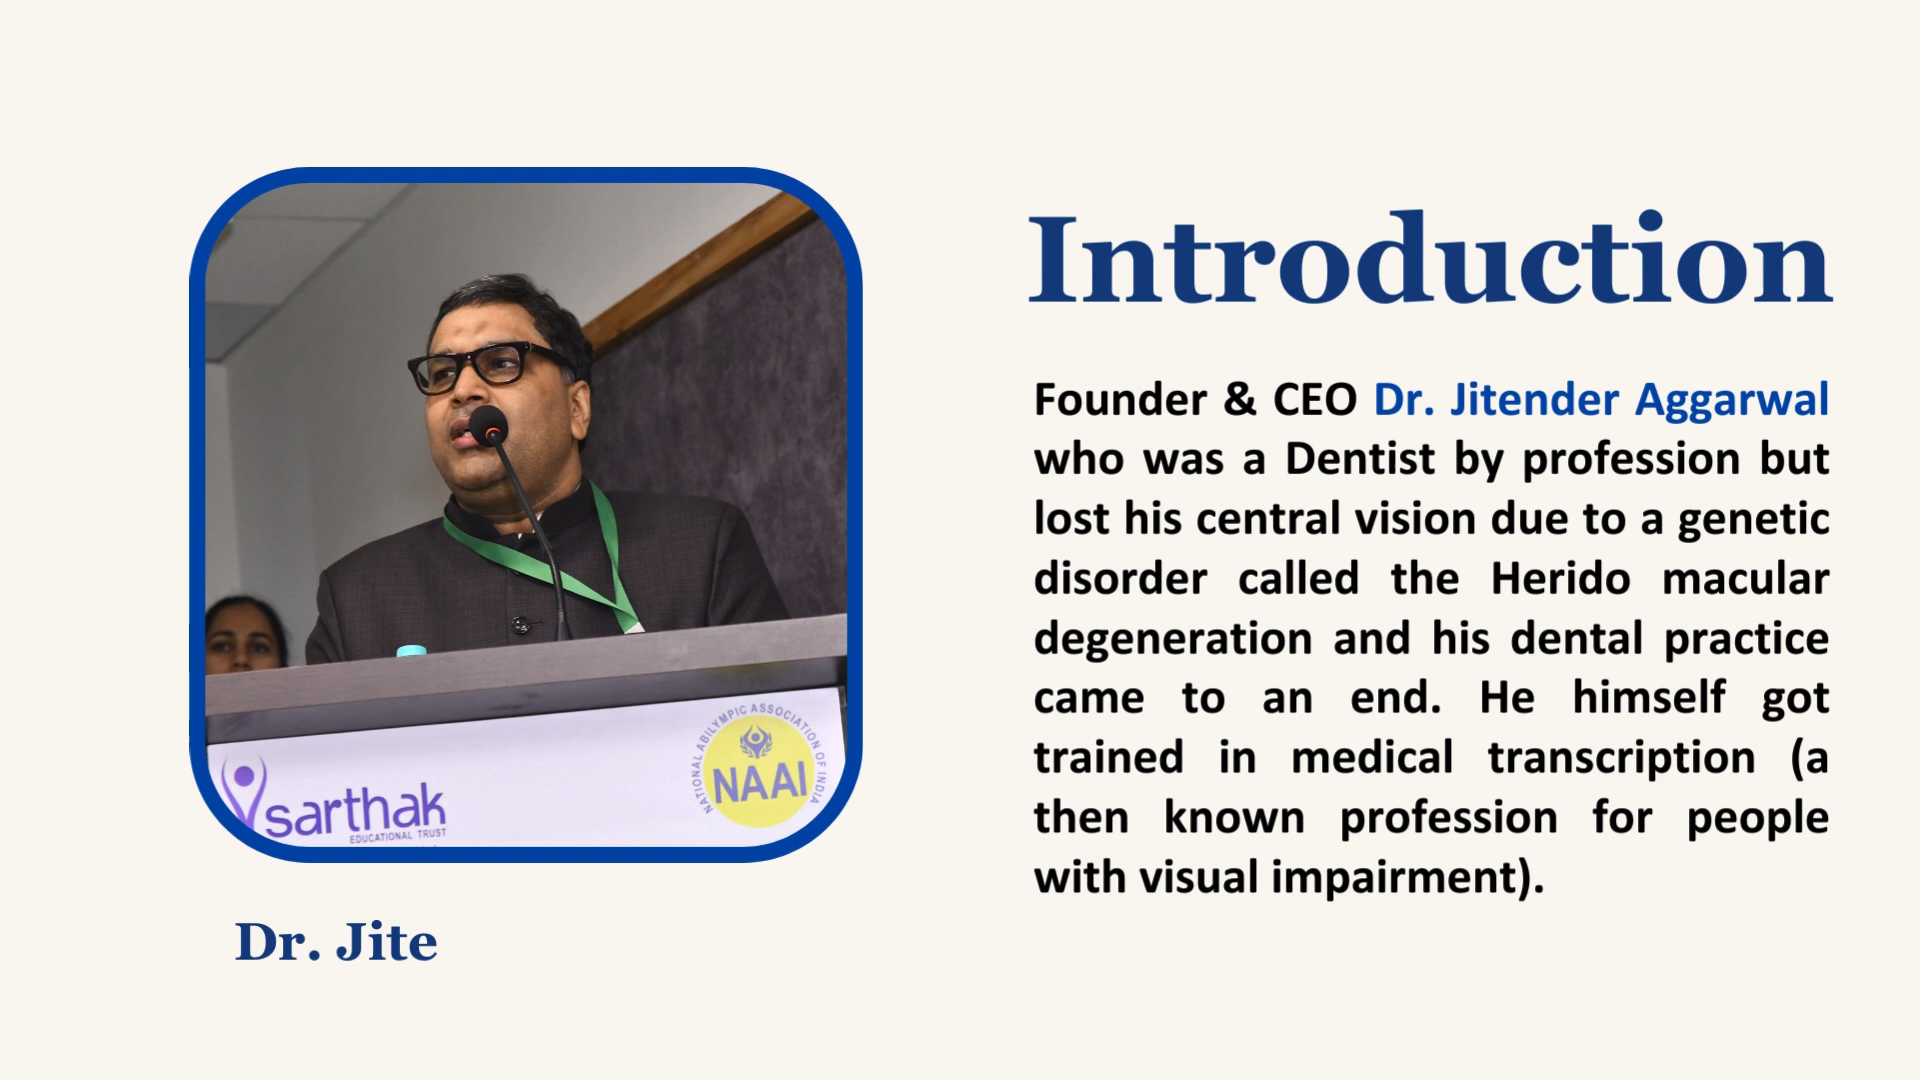 Introduction
Founder & CEO Dr. Jitender Aggarwal
who was a Dentist by profession but
lost his central vision due to a genetic
disorder called the Herido macular
degeneration and his dental practice
came to an end. He himself got
trained in medical transcription (a
then known profession for people
with visual impairment).
NATIONAL ABILYMPIC ASSOCIATION OF INDIA
NAAI
sarthak
EDUCATIONAL TRUST
Dr. Jite